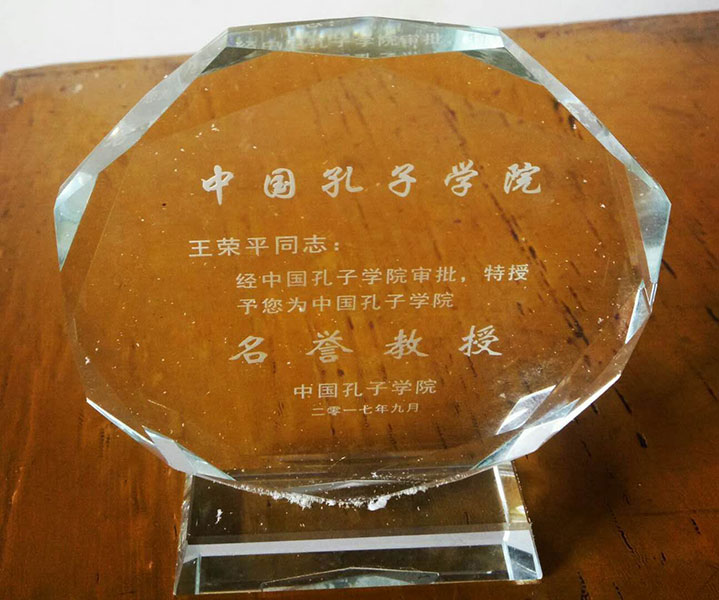 中国孔子学院
王荣平同志：
经中国孔子学院审批，特授
予您为中国孔子学院
名誉教授
中国孔子学院
二零一七年九月